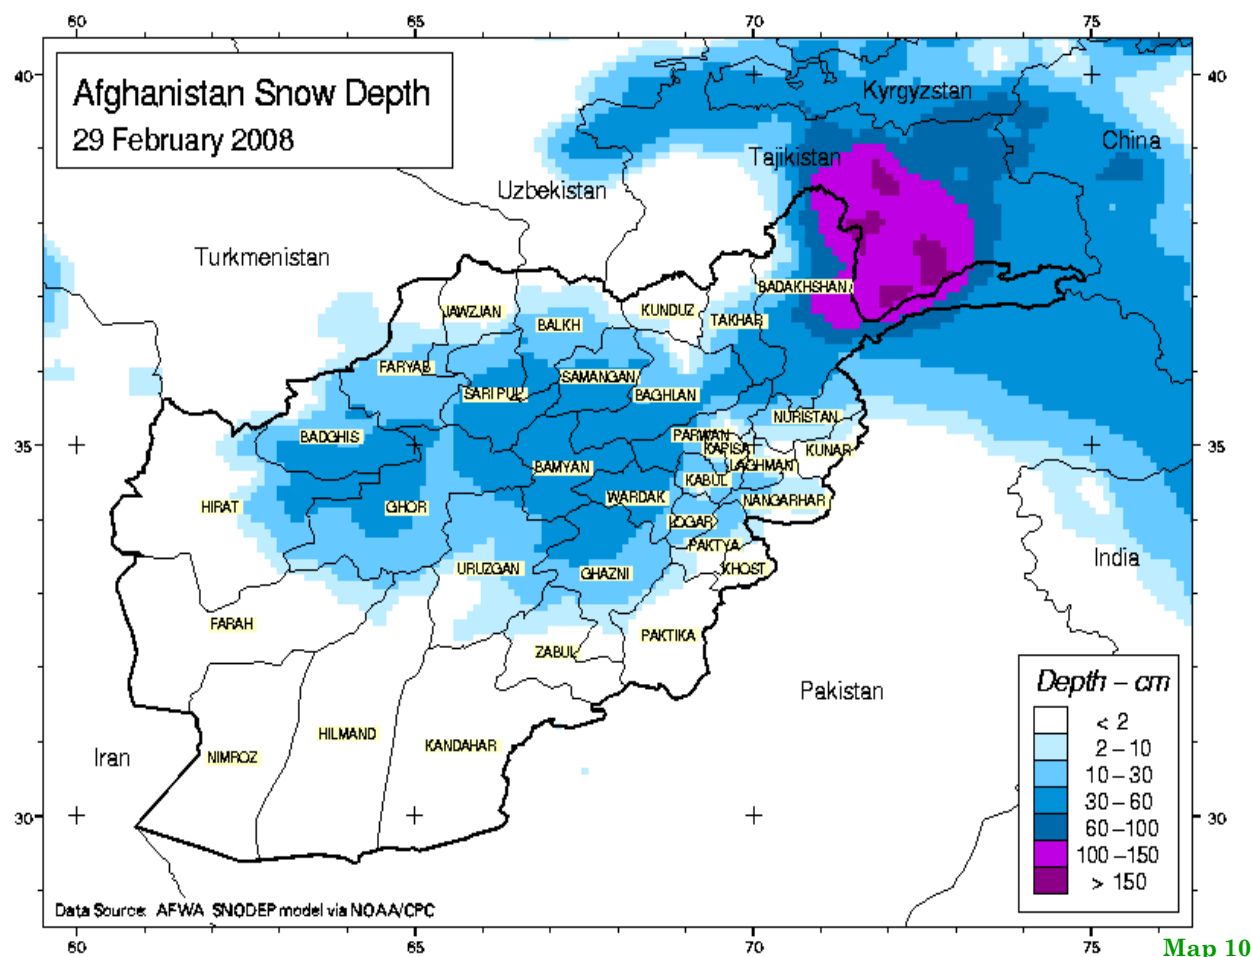 60 65 70 75
Afghanistan Snow Depth
29 February 2008
40 40
Kyrgyzstan
China
Tajikistan
Uzbekistan
Turkmenistan
BADAKHSHAN
JAWZJAN
KUNDUZ
BALKH
TAKHAR
FARYAB
SAMANGAN
SARI PUL
BAGHLAN
NURISTAN
35 35
BADGHIS
PARWAN
KAPISA
KUNAR
LAGHMAN
BAMYAN
KABUL
WARDAK
NANGARHAR
HIRAT
GHOR
LOGAR
PAKTYA
India
URUZGAN
GHAZNI
KHOST
FARAH
PAKTIKA
ZABUL
Pakistan
HILMAND
KANDAHAR
Iran
NIMROZ
30 30
Depth – cm
< 2
2 – 10
10 – 30
30 – 60
60 – 100
100 – 150
> 150
Data Source: AFWA SNODEP model via NOAA/CPC
60 65 70 75
Map 10